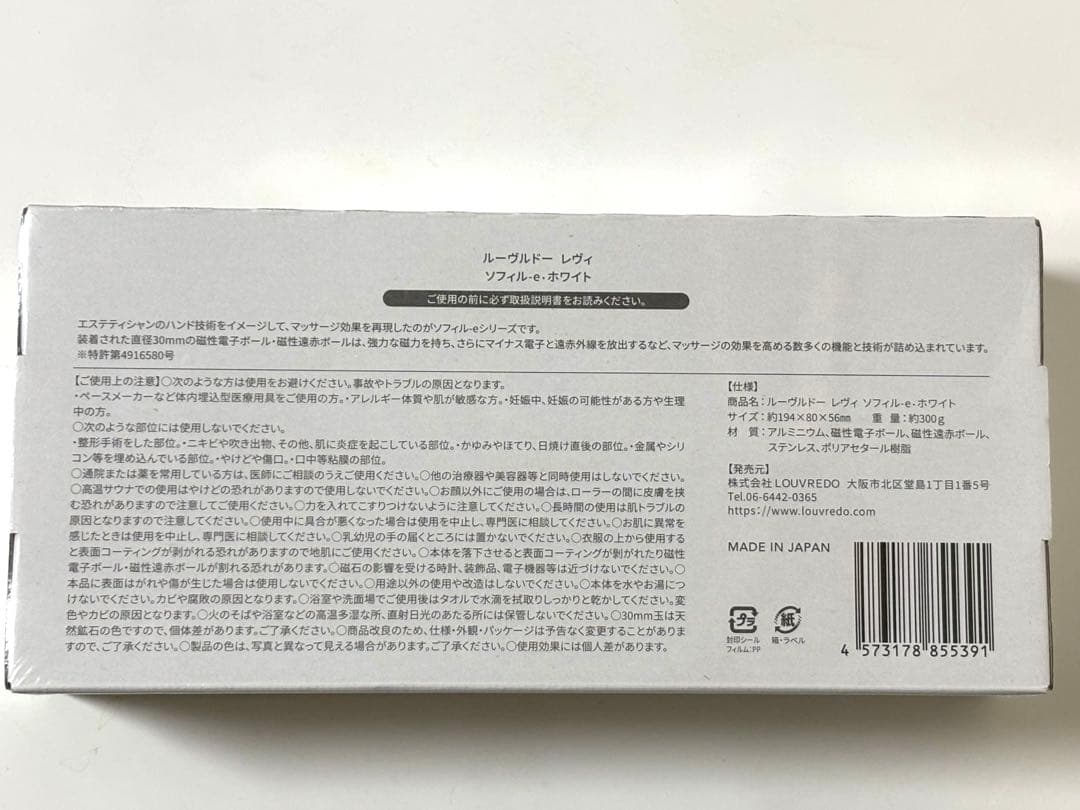 ルーヴルドー レヴィ
ソフィル-e・ホワイト
ご使用の前に必ず取扱説明書をお読みください。
エステティシャンのハンド技術をイメージして、マッサージ効果を再現したのがソフィル-eシリーズです。
装着された直径30mmの磁性電子ボール・磁性遠赤ボールは、強力な磁力を持ち、さらにマイナス電子と遠赤外線を放出するなど、マッサージの効果を高める数多くの機能と技術が詰め込まれています。
※特許第4916580号
【ご使用上の注意】○次のような方は使用をお避けください。事故やトラブルの原因となります。
・ペースメーカーなど体内埋込型医療用具をご使用の方。・アレルギー体質や肌が敏感な方。・妊娠中、妊娠の可能性がある方や生理
中の方。
○次のような部位には使用しないでください。
・整形手術をした部位。・ニキビや吹き出物、その他、肌に炎症を起こしている部位。・かゆみやほてり、日焼け直後の部位。・金属やシリ
コン等を埋め込んでいる部位。・やけどや傷口。・口中等粘膜の部位。
○通院または薬を常用している方は、医師にご相談のうえご使用ください。○他の治療器や美容器等と同時使用はしないでください。
○高温サウナでの使用はやけどの恐れがありますので使用しないでください。○お顔以外にご使用の場合は、ローラーの間に皮膚を挟
む恐れがありますので注意してご使用ください。○力を入れてこすりつけないように注意してください。○長時間の使用は肌トラブルの
原因となりますので注意してください。○使用中に具合が悪くなった場合は使用を中止し、専門医に相談してください。○お肌に異常を
感じたときは使用を中止し、専門医に相談してください。○乳幼児の手の届くところには置かないでください。○衣服の上から使用する
と表面コーティングが剥がれる恐れがありますので地肌にご使用ください。○本体を落下させると表面コーティングが剥がれたり磁性
電子ボール・磁性遠赤ボールが割れる恐れがあります。○磁石の影響を受ける時計、装飾品、電子機器等は近づけないでください。○
本品に表面はがれや傷が生じた場合は使用しないでください。○用途以外の使用や改造はしないでください。○本体を水やお湯につ
けないでください。カビや腐敗の原因となります。○浴室や洗面場でご使用後はタオルで水滴を拭取りしっかりと乾かしてください。変
色やカビの原因となります。○火のそばや浴室などの高温多湿な所、直射日光のあたる所には保管しないでください。○30mm玉は天
然鉱石の色ですので、個体差があります。ご了承ください。○商品改良のため、仕様・外観・パッケージは予告なく変更することがありま
すので、ご了承ください。○製品の色は、写真と異なって見える場合があります。ご了承ください。○使用効果には個人差があります。
【仕様】
商品名：ルーヴルドー レヴィ ソフィル-e・ホワイト
サイズ：約194×80×56mm 重 量：約300g
材 質：アルミニウム、磁性電子ボール、磁性遠赤ボール、
ステンレス、ポリアセタール樹脂
【発売元】
株式会社 LOUVREDO 大阪市北区堂島1丁目1番5号
Tel.06-6442-0365
https://www.louvredo.com
MADE IN JAPAN
プラ
封印シール
フィルム:PP
紙
箱・ラベル
4 573178 855391